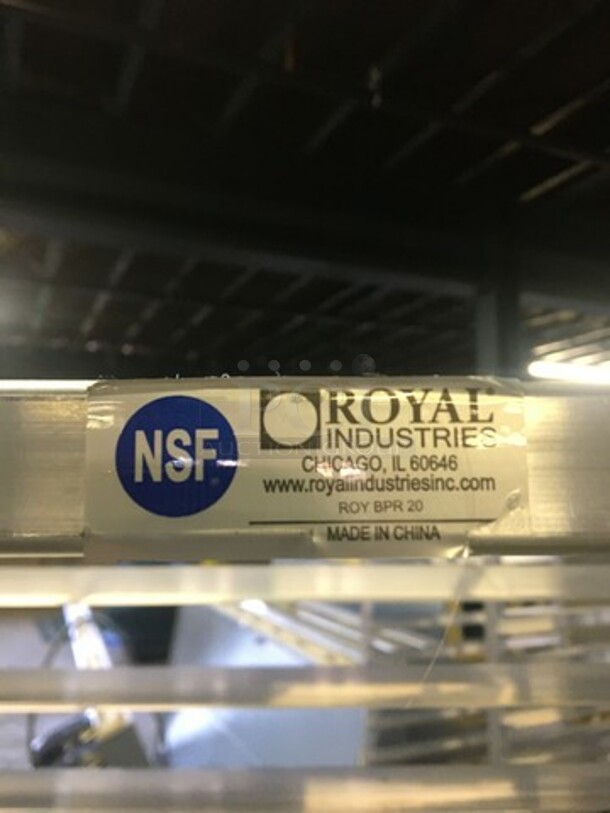 NSF
ROYAL
INDUSTRIES
CHICAGO, IL 60646
www.royalindustriesinc.com
ROY BPR 20
MADE IN CHINA